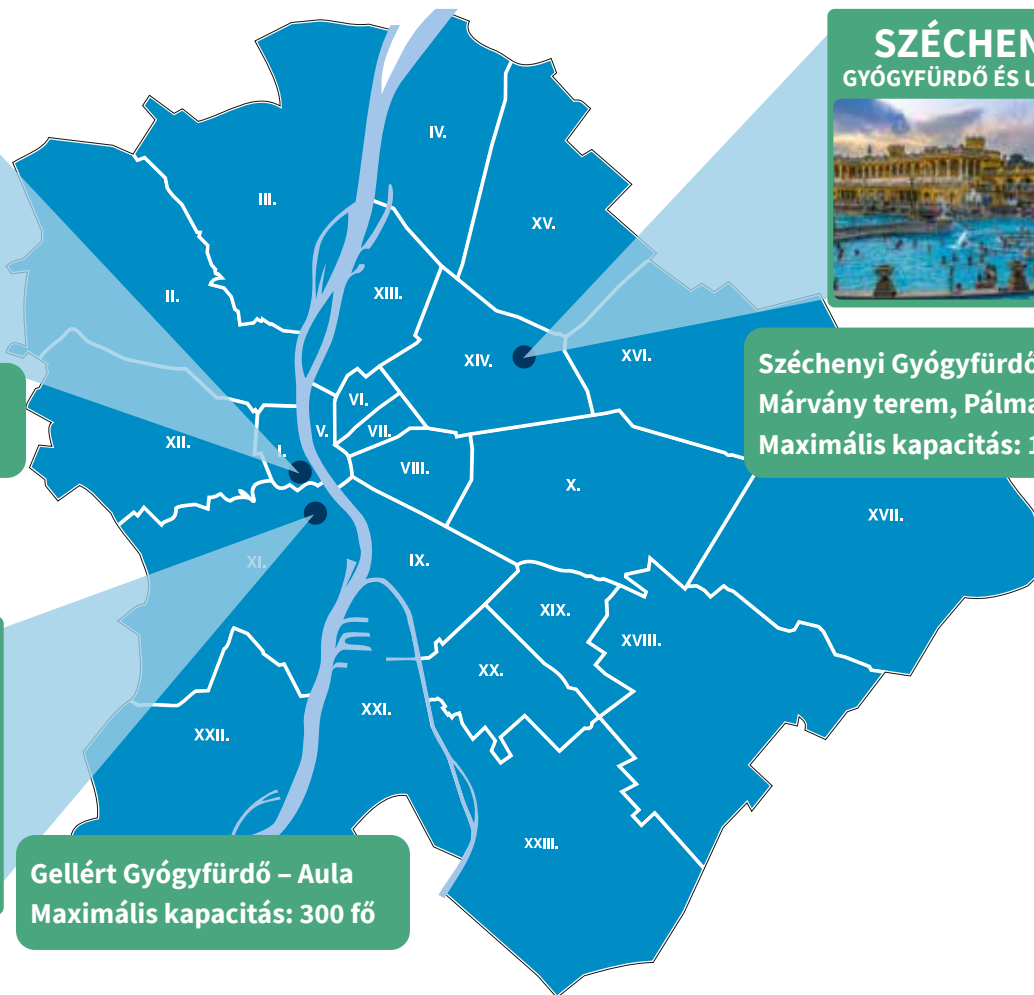 SZÉCHEN
GYÓGYFÜRDŐ ÉS U
IV.
III.
XV.
II.
XIII.
XIV.
XVI.
VI.
V.
VII.
XII.
I.
VIII.
X.
XVII.
XI.
IX.
XIX.
XVIII.
XX.
XXI.
XXII.
XXIII.
Széchenyi Gyógyfürdő
Márvány terem, Pálma
Maximális kapacitás: 1
Gellért Gyógyfürdő – Aula
Maximális kapacitás: 300 fő